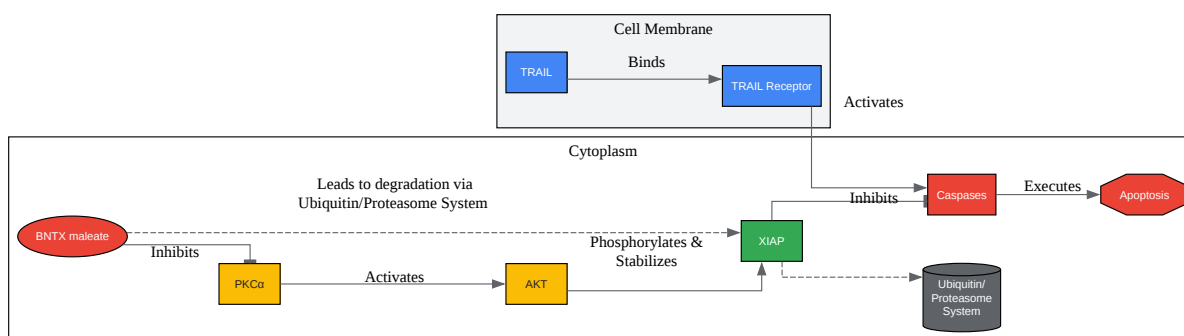 Cell Membrane
TRAIL
Binds
TRAIL Receptor
Activates
Cytoplasm
Leads to degradation via
Ubiquitin/Proteasome System
BNTX maleate
Inhibits
PKCα
Activates
AKT
Phosphorylates &
Stabilizes
XIAP
Inhibits
Caspases
Executes
Apoptosis
Ubiquitin/
Proteasome
System